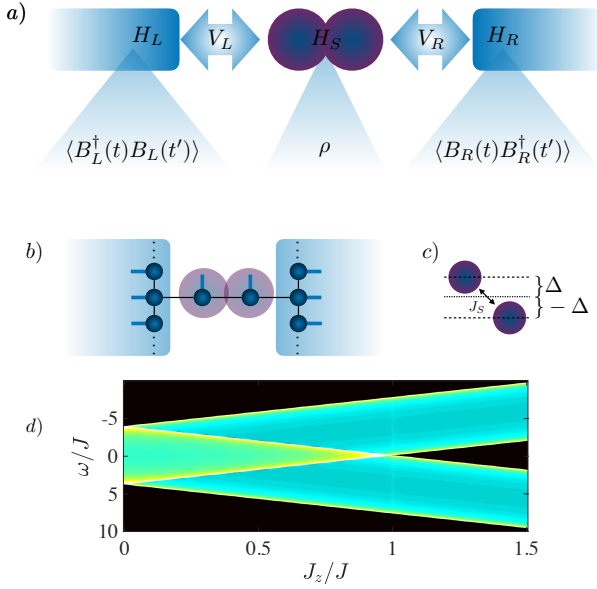 a)
H_L V_L H_S V_R H_R
⟨B_L^†(t)B_L(t′)⟩ ρ ⟨B_R(t)B_R^†(t′)⟩
b)
c)
Δ
J_S − Δ
d)
-5
0
5
10
ω/J
0 0.5 1 1.5
J_z/J